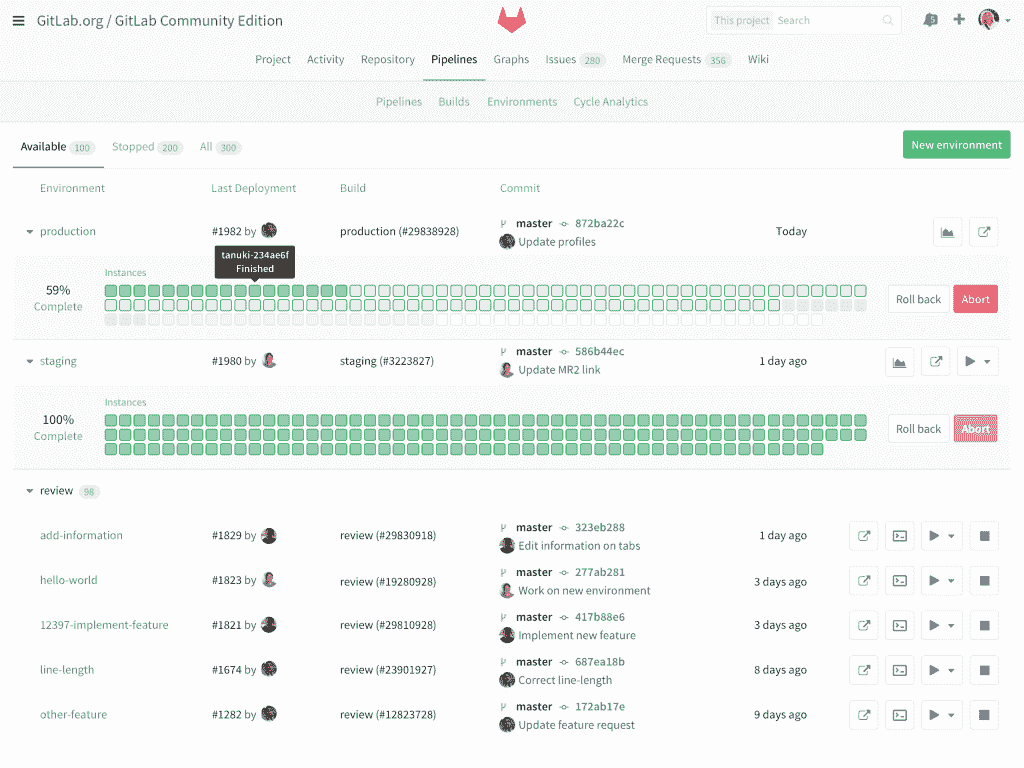 GitLab.org / GitLab Community Edition
This project Search
5
Project Activity Repository Pipelines Graphs Issues 280 Merge Requests 356 Wiki
Pipelines Builds Environments Cycle Analytics
Available 100 Stopped 200 All 300
New environment
Environment Last Deployment Build Commit
production #1982 by production (#29838928) master 872ba22c Today
Update profiles
tanuki-234ae6f
Finished
Instances
59%
Complete
Roll back Abort
staging #1980 by staging (#3223827) master 586b44ec 1 day ago
Update MR2 link
Instances
100%
Complete
Roll back Abort
review 98
add-information #1829 by review (#29830918) master 323eb288 1 day ago
Edit information on tabs
hello-world #1823 by review (#19280928) master 277ab281 3 days ago
Work on new environment
12397-implement-feature #1821 by review (#29810928) master 417b88e6 3 days ago
Implement new feature
line-length #1674 by review (#23901927) master 687ea18b 8 days ago
Correct line-length
other-feature #1282 by review (#12823728) master 172ab17e 9 days ago
Update feature request